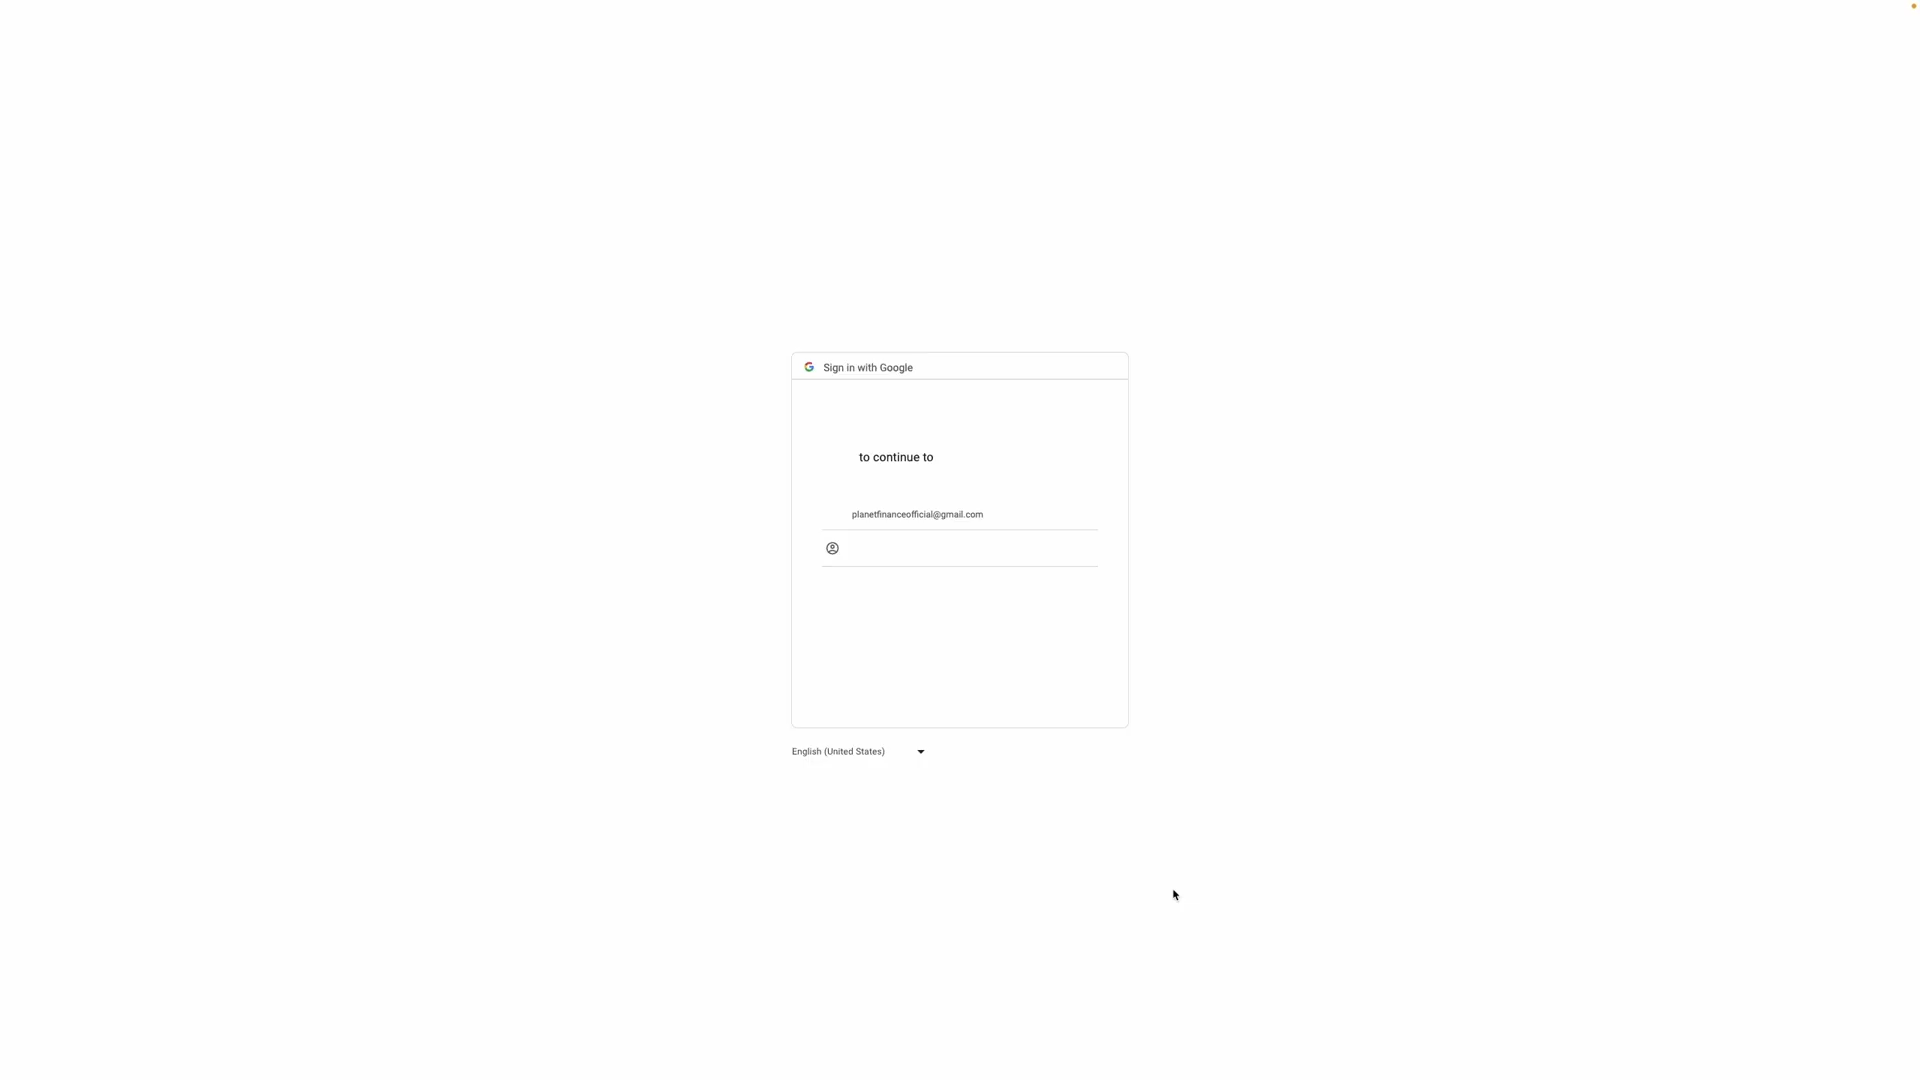 Sign in with Google
to continue to
planetfinanceofficial@gmail.com
English (United States)